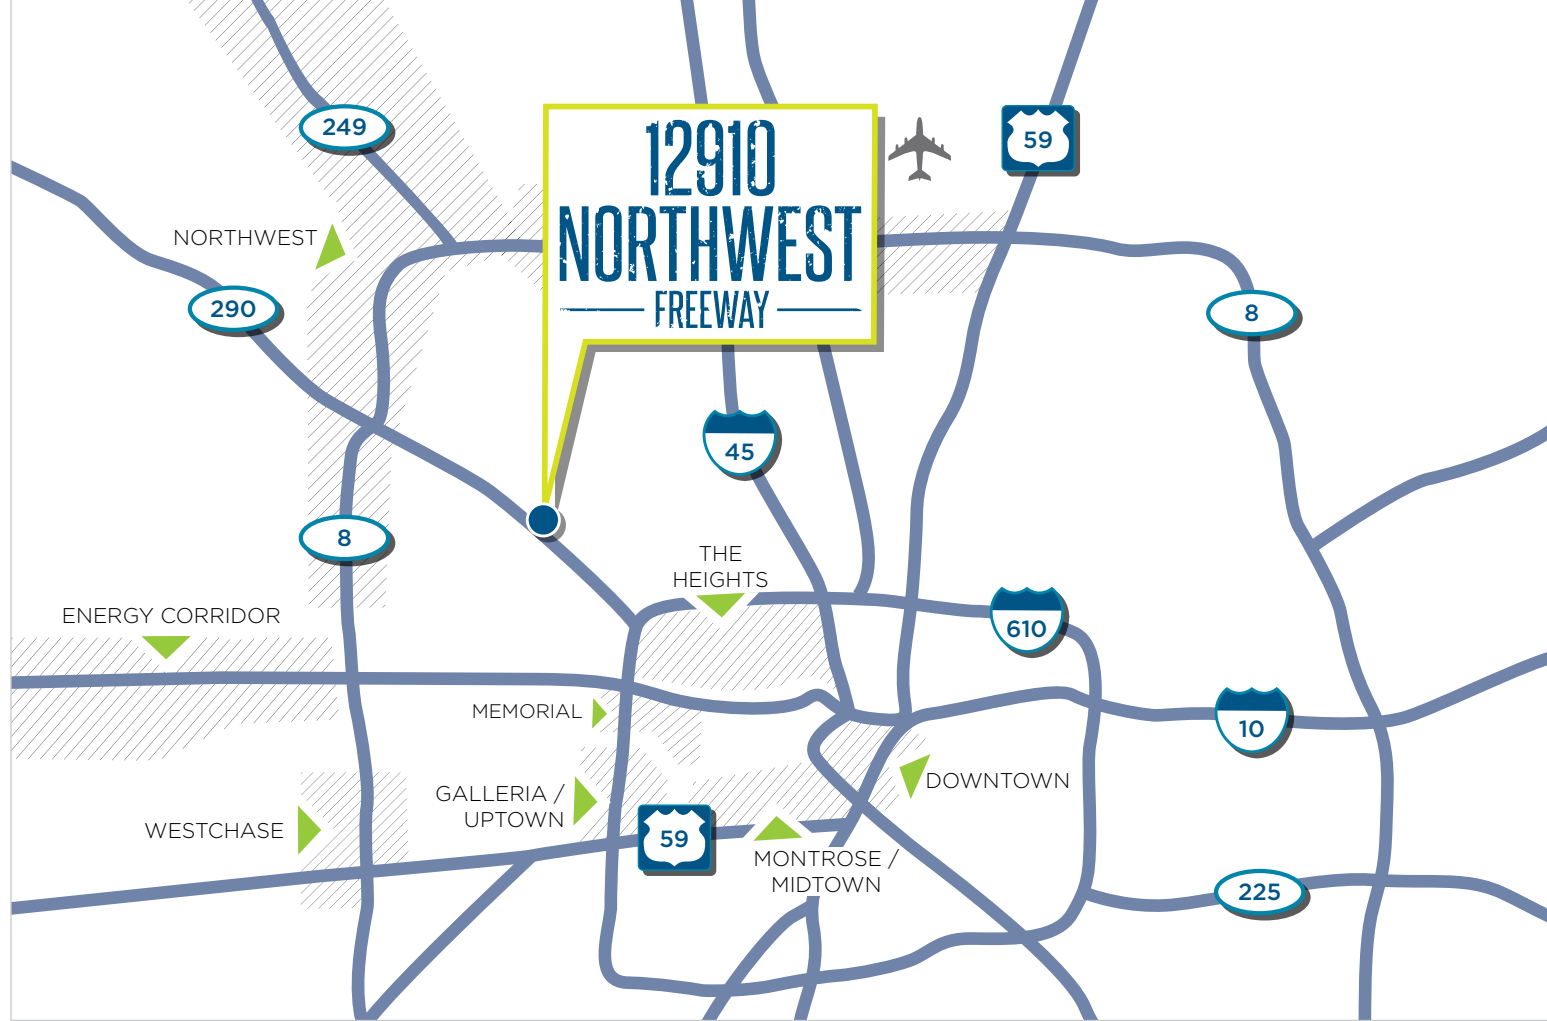 249
12910
NORTHWEST
FREEWAY
59
NORTHWEST
290
8
45
8
THE
HEIGHTS
ENERGY CORRIDOR
610
MEMORIAL
10
DOWNTOWN
GALLERIA /
UPTOWN
WESTCHASE
59
MONTROSE /
MIDTOWN
225